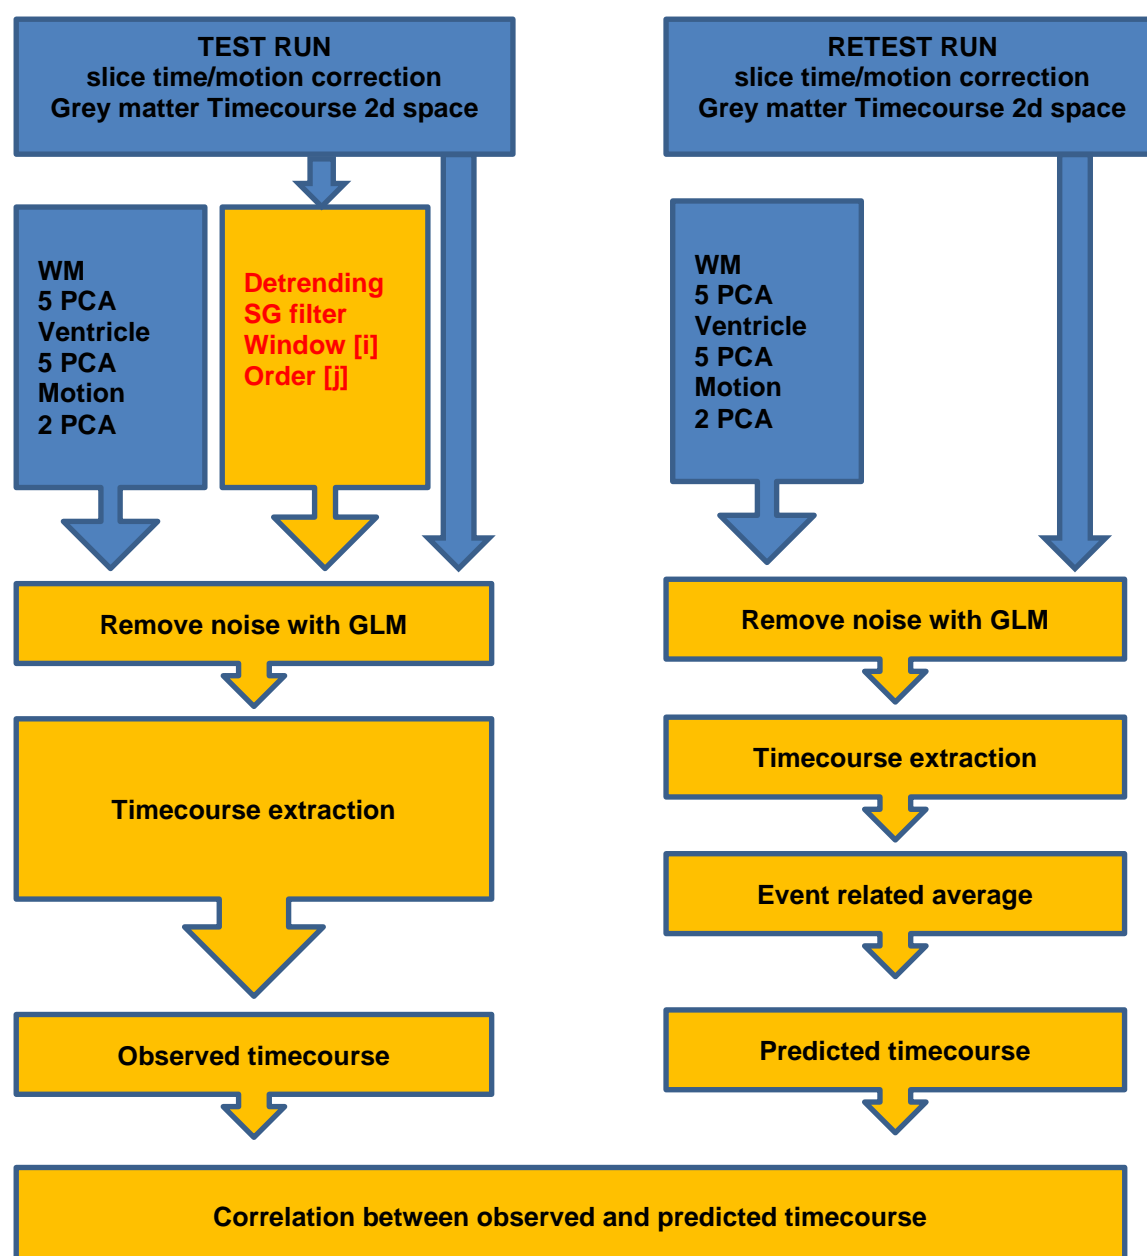 TEST RUN
slice time/motion correction
Grey matter Timecourse 2d space
RETEST RUN
slice time/motion correction
Grey matter Timecourse 2d space
WM
5 PCA
Ventricle
5 PCA
Motion
2 PCA
Detrending
SG filter
Window [i]
Order [j]
WM
5 PCA
Ventricle
5 PCA
Motion
2 PCA
Remove noise with GLM
Remove noise with GLM
Timecourse extraction
Timecourse extraction
Event related average
Observed timecourse
Predicted timecourse
Correlation between observed and predicted timecourse